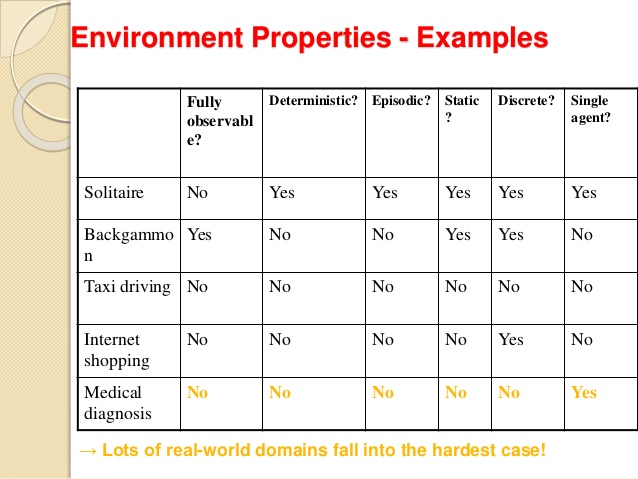 Environment Properties - Examples
Fully observabl e? Deterministic? Episodic? Static ? Discrete? Single agent?
Solitaire No Yes Yes Yes Yes Yes
Backgammo n Yes No No Yes Yes No
Taxi driving No No No No No No
Internet shopping No No No No Yes No
Medical diagnosis No No No No No Yes
→ Lots of real-world domains fall into the hardest case!